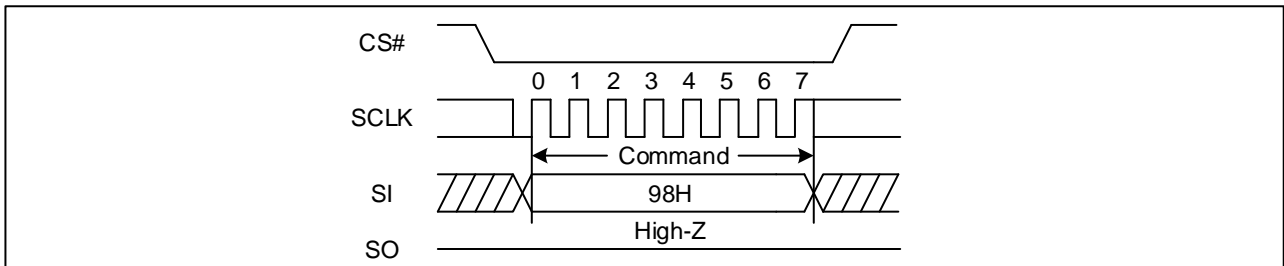 CS#
0 1 2 3 4 5 6 7
SCLK
Command
SI
98H
High-Z
SO